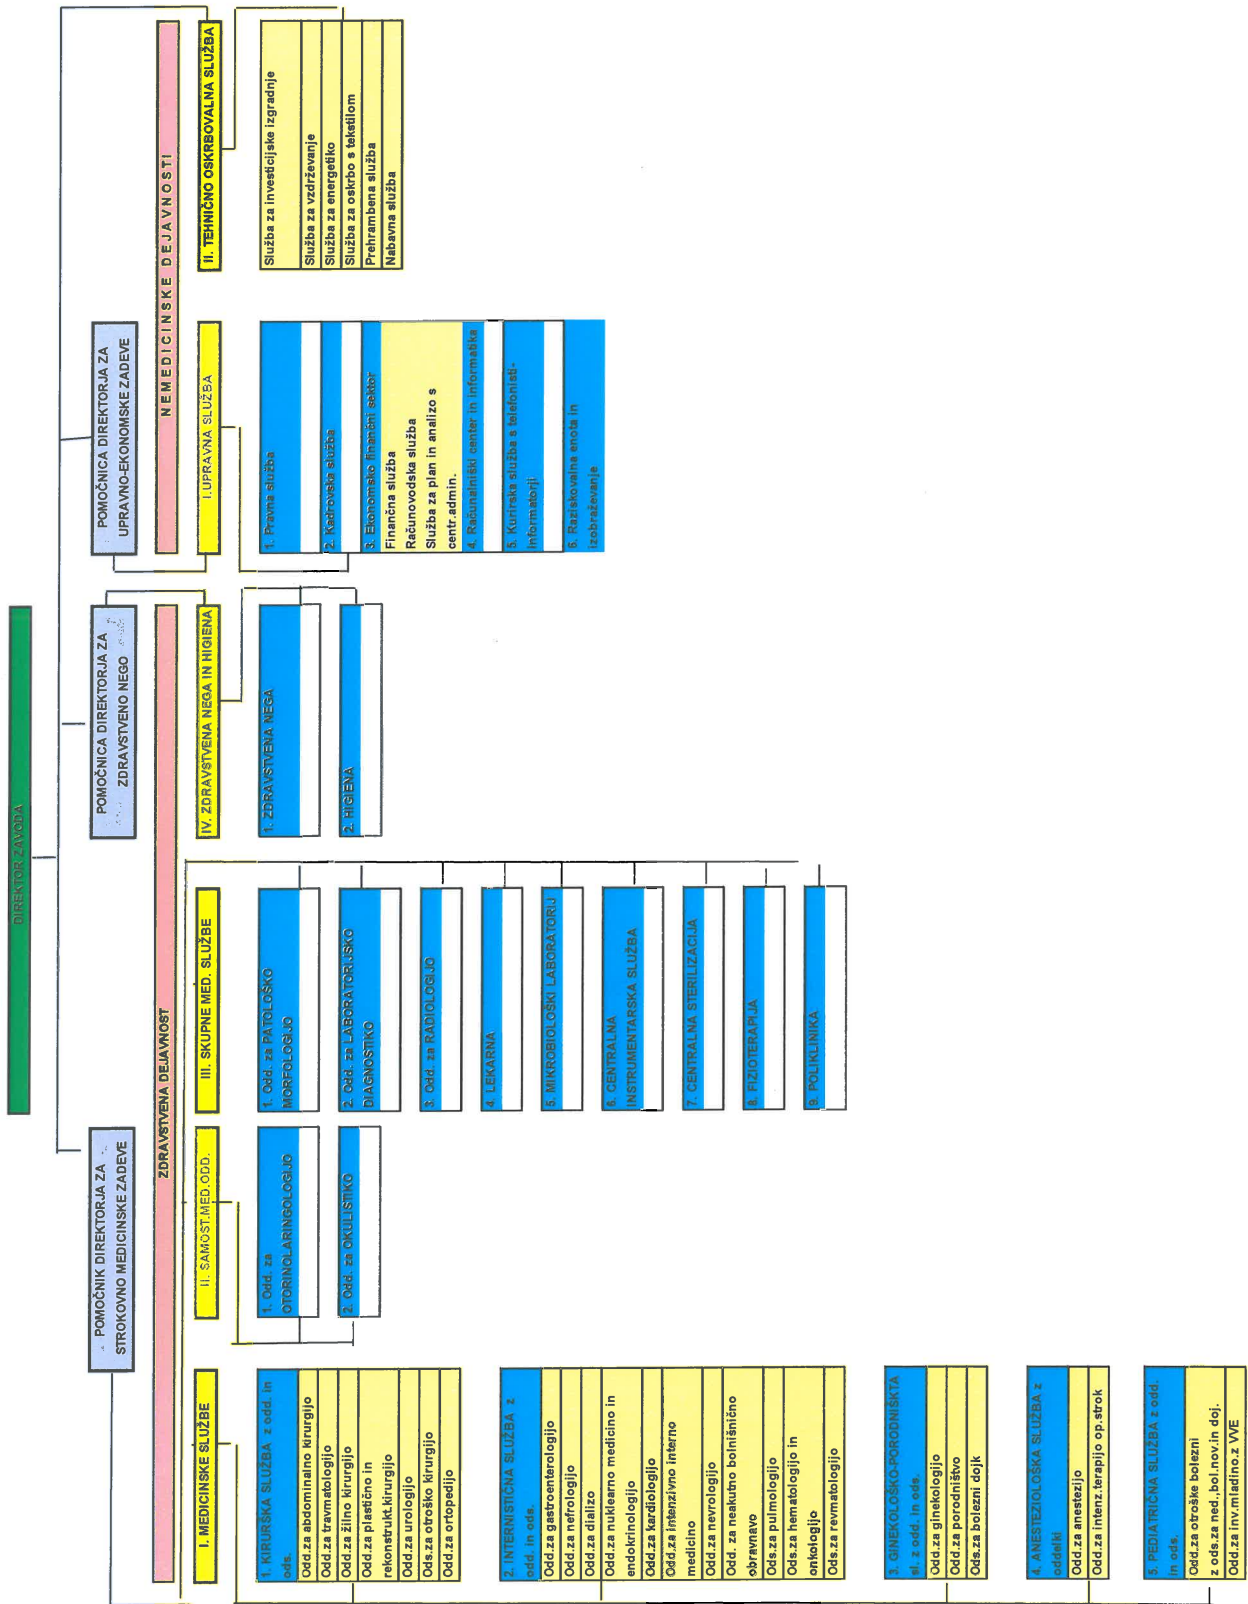 DIREKTOR ZAVODA
POMOČNIK DIREKTORJA ZA
STROKOVNO MEDICINSKE ZADEVE
POMOČNICA DIREKTORJA ZA
ZDRAVSTVENO NEGO
POMOČNICA DIREKTORJA ZA
UPRAVNO-EKONOMSKE ZADEVE
ZDRAVSTVENA DEJAVNOST
NEMEDICINSKE DEJAVNOSTI
I. MEDICINSKE SLUŽBE
II. SAMOST.MED.ODD.
III. SKUPNE MED. SLUŽBE
IV. ZDRAVSTVENA NEGA IN HIGIENA
I.UPRAVNA SLUŽBA
II. TEHNIČNO OSKRBOVALNA SLUŽBA
1. KIRURSKA SLUŽBA z odd. in
ods.
Odd.za abdominalno kirurgijo
Odd.za travmatologijo
Odd.za žilno kirurgijo
Odd.za plastično in
rekonstrukt.kirurgijo
Odd.za urologijo
Ods.za otroško kirurgijo
Odd.za ortopedijo
2. INTERNISTIČNA SLUŽBA z
odd. in ods.
Odd.za gastroenterologijo
Odd.za nefrologijo
Odd.za dializo
Odd.za nuklearno medicino in
endokrinologijo
Odd.za kardiologijo
Odd.za intenzivno interno
medicino
Odd.za nevrologijo
Odd. za neakutno bolnišnično
obravnavo
Ods.za pulmologijo
Ods.za hematologijo in
onkologijo
Ods.za revmatologijo
3. GINEKOLOŠKO-PORODNIŠKTA
sl. z odd. in ods.
Odd.za ginekologijo
Odd.za porodništvo
Ods.za bolezni dojk
4. ANESTEZIOLOŠKA SLUŽBA z
oddelki
Odd.za anestezijo
Odd.za intenz.terapijo op.strok
5. PEDIATRIČNA SLUŽBA z odd.
in ods.
Odd.za otroške bolezni
z ods.za ned.,bol.nov.in doj.
Odd.za inv.mladino.z VVE
1. Odd. za
OTORINOLARINGOLOGIJO
2. Odd. za OKULISTIKO
1. Odd. za PATOLOŠKO
MORFOLOGIJO
2. Odd. za LABORATORIJSKO
DIAGNOSTIKO
3. Odd. za RADIOLOGIJO
4. LEKARNA
5. MIKROBIOLOŠKI LABORATORIJ
6. CENTRALNA
INSTRUMENTARSKA SLUŽBA
7. CENTRALNA STERILIZACIJA
8. FIZIOTERAPIJA
9. POLIKLINIKA
1. ZDRAVSTVENA NEGA
2. HIGIENA
1. Pravna služba
2. Kadrovska služba
3. Ekonomsko finančni sektor
Finančna služba
Računovodska služba
Služba za plan in analizo s
centr.admin.
4. Računalniški center in informatika
5. Kurirska služba s telefonisti-
informatorji
6. Raziskovalna enota in
izobraževanje
Služba za investicijske izgradnje
Služba za vzdrževanje
Služba za energetiko
Služba za oskrbo s tekstilom
Prehrambena služba
Nabavna služba